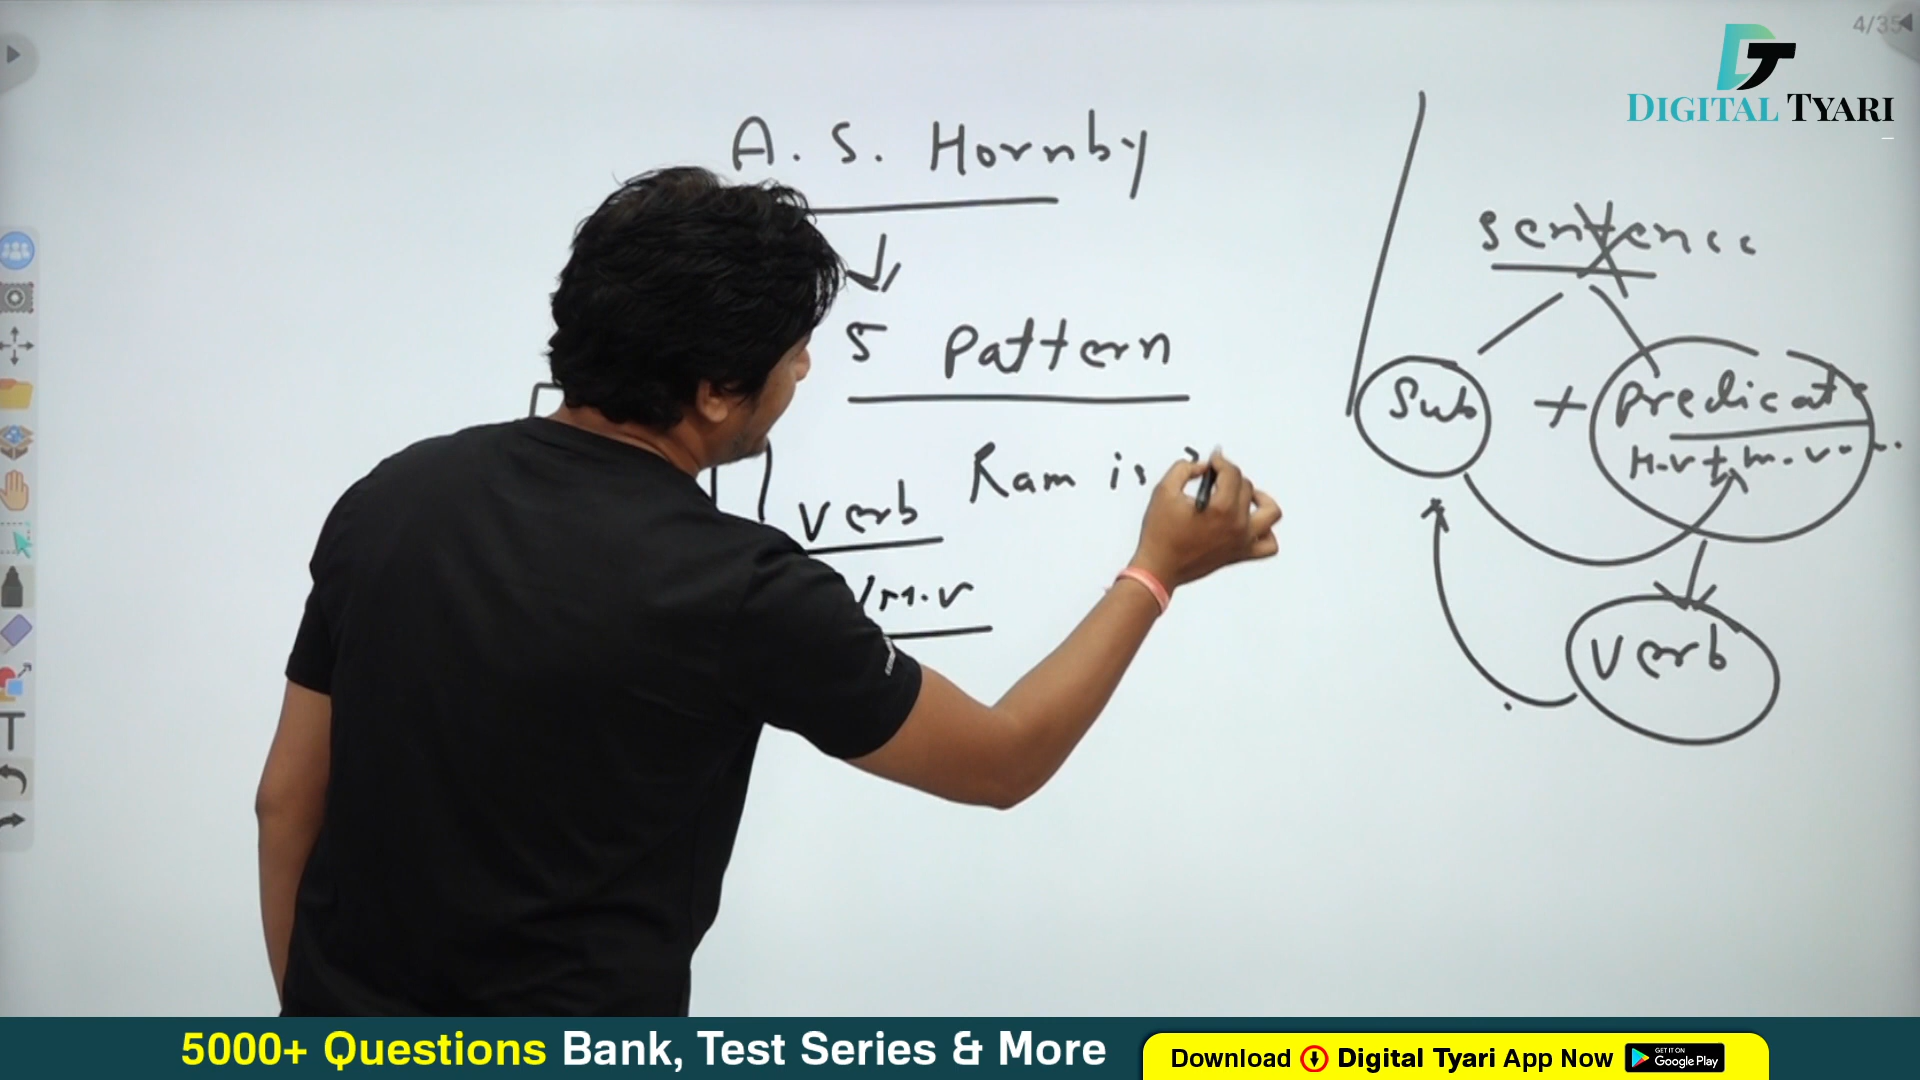 4/35
DIGITAL TYARI
A. S. Hornby
5 Pattern
Ram is
verb
/M.V
sentence
Sub + Predicate
H.V + M.V. ...
Verb
5000+ Questions Bank, Test Series & More
Download Digital Tyari App Now
GET IT ON
Google Play